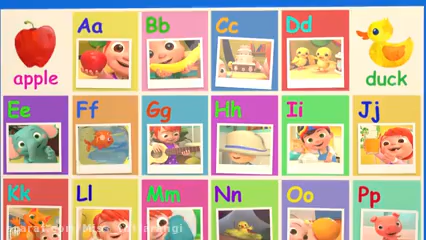 Aa Bb Cc Dd
apple duck
Ee Ff Gg Hh Ii Jj
Kk Ll Mm Nn Oo Pp